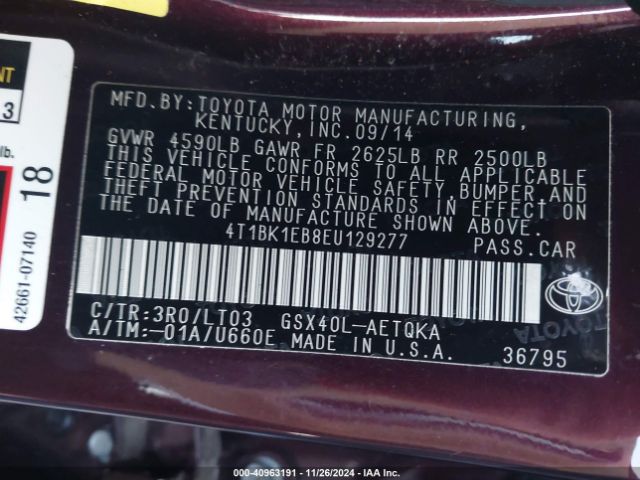 MFD.BY:TOYOTA MOTOR MANUFACTURING,
KENTUCKY,INC.09/14
GVWR 4590LB GAWR FR 2625LB RR 2500LB
THIS VEHICLE CONFORMS TO ALL APPLICABLE
FEDERAL MOTOR VEHICLE SAFETY, BUMPER,AND
THEFT PREVENTION STANDARDS IN EFFECT ON
THE DATE OF MANUFACTURE SHOWN ABOVE.
4T1BK1EB8EU129277 PASS.CAR
C/TR:3R0/LT03 GSX40L-AETQKA
A/TM:-01A/U660E MADE IN U.S.A. 36795
TOYOTA
NT
3
lb.
18
42661-07140
000-40963191 - 11/26/2024 - IAA Inc.